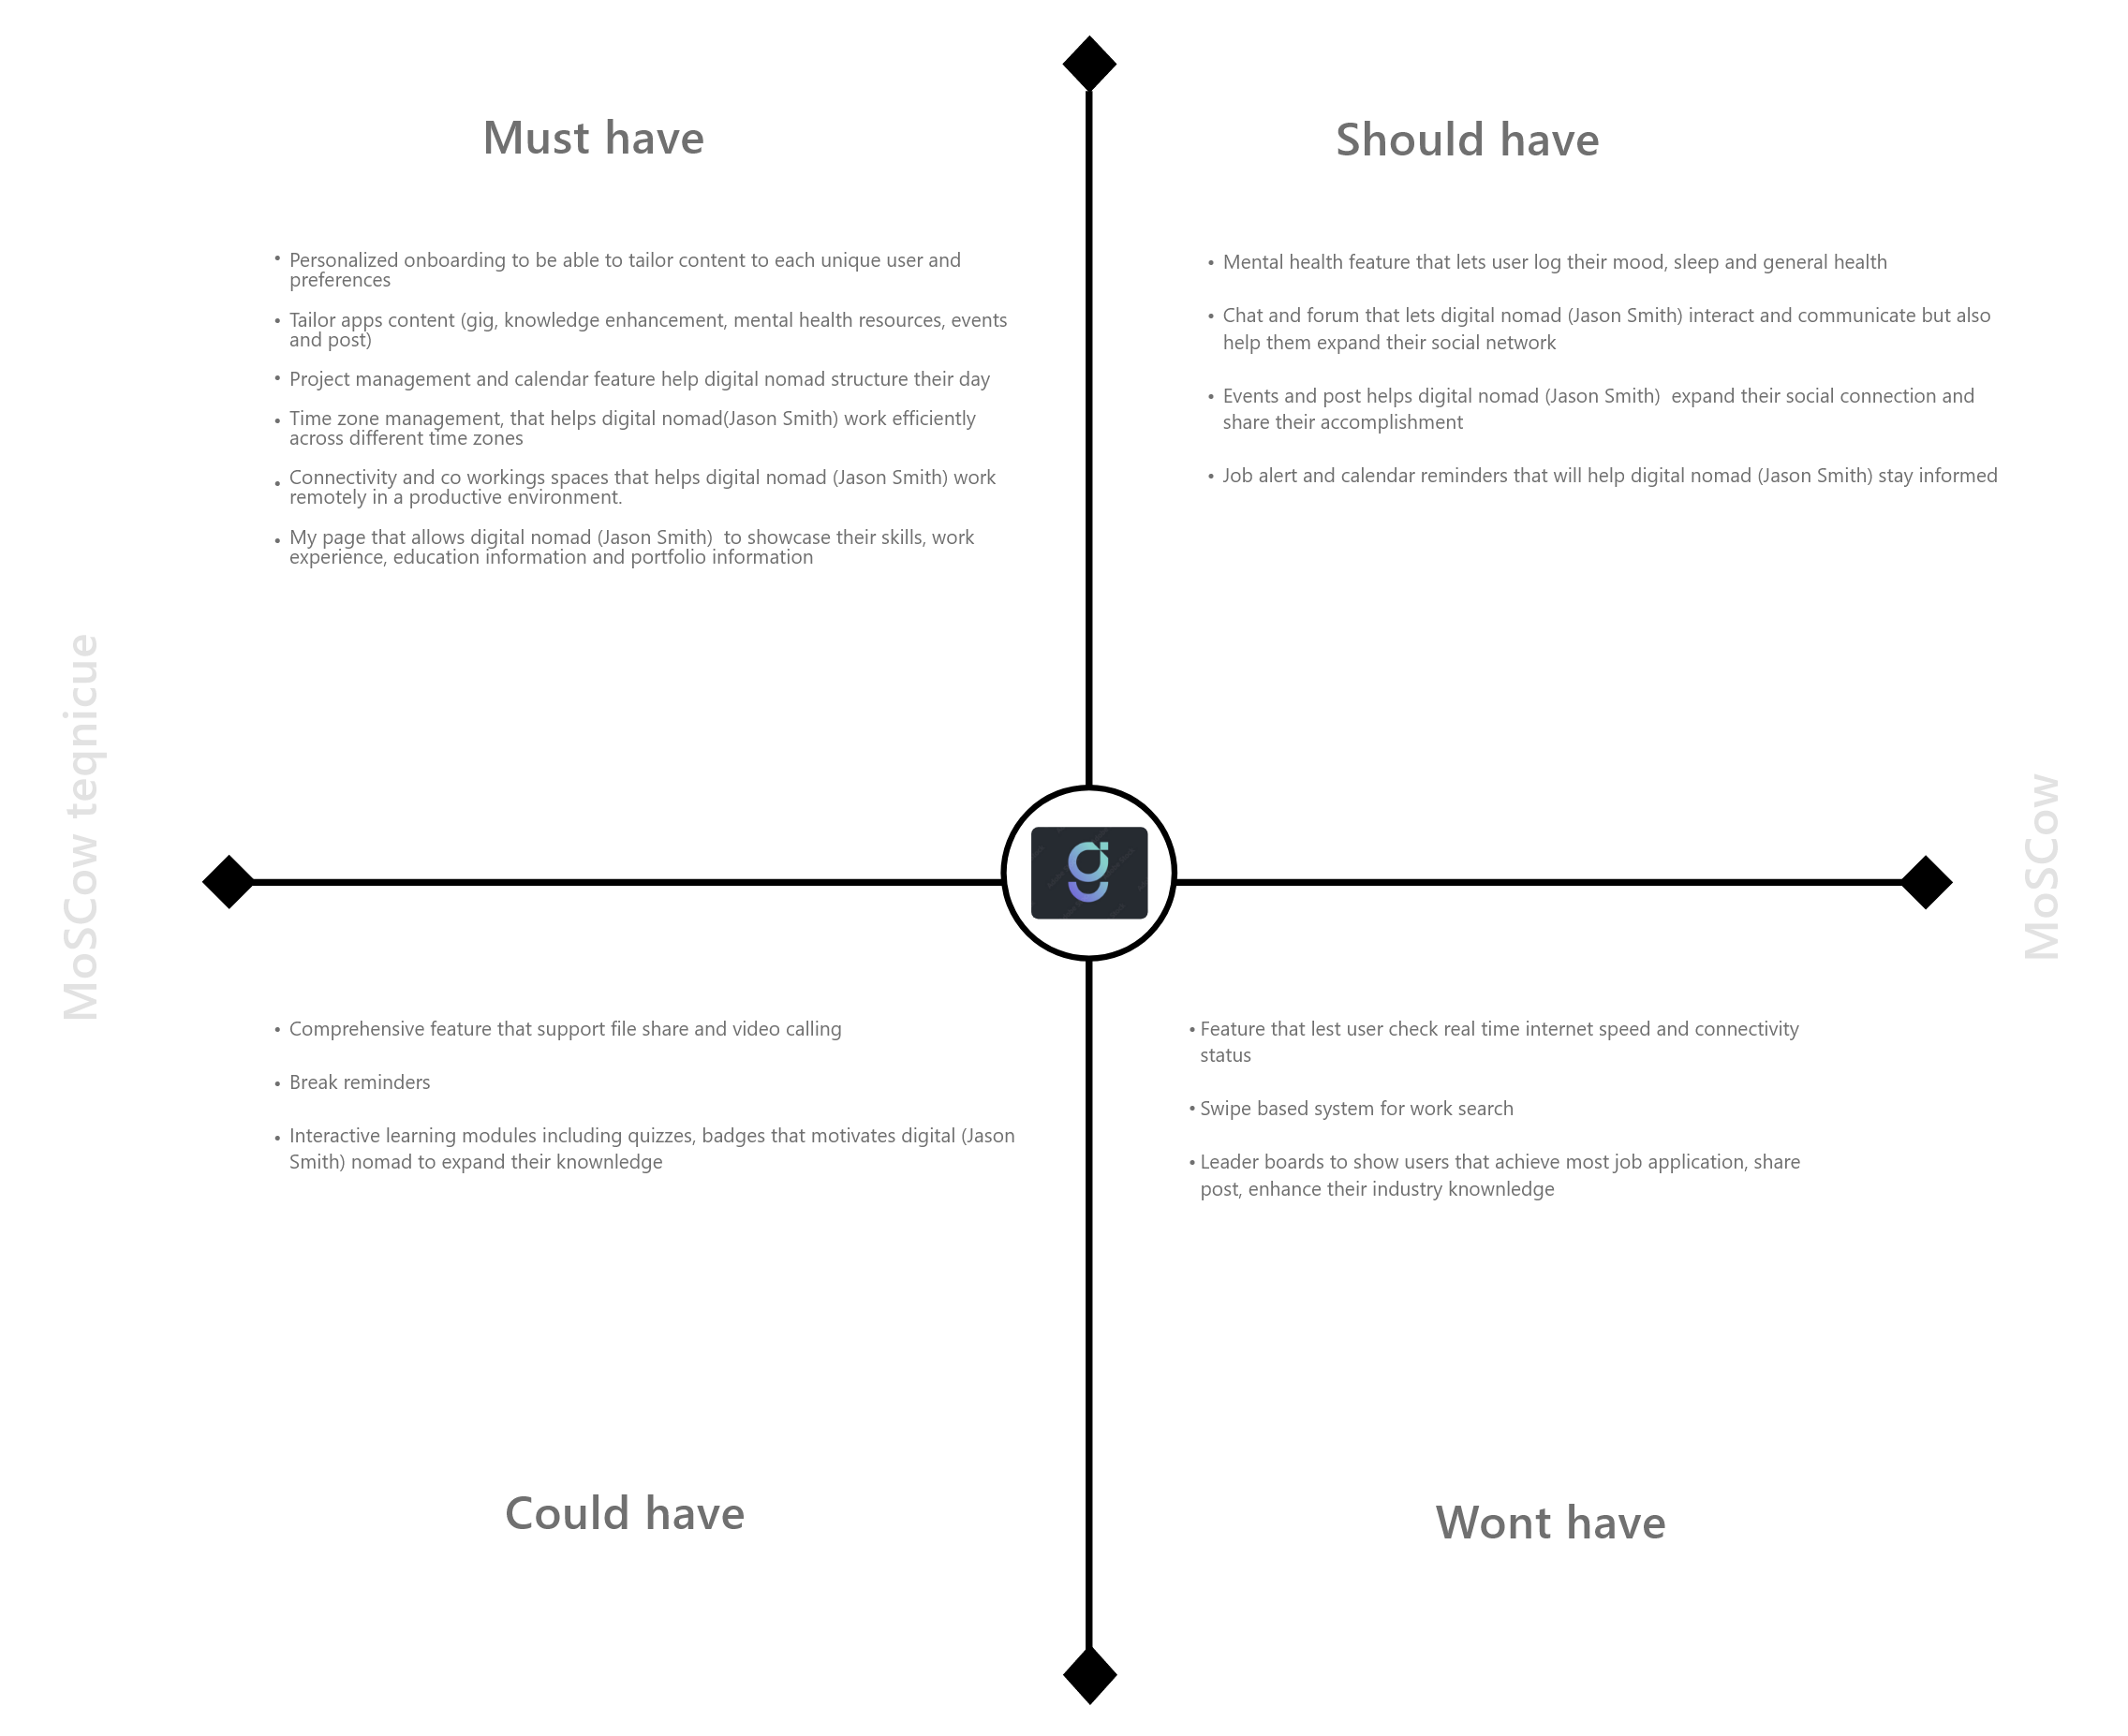 Must have
• Personalized onboarding to be able to tailor content to each unique user and
preferences
• Tailor apps content (gig, knowledge enhancement, mental health resources, events
and post)
• Project management and calendar feature help digital nomad structure their day
• Time zone management, that helps digital nomad(Jason Smith) work efficiently
across different time zones
• Connectivity and co workings spaces that helps digital nomad (Jason Smith) work
remotely in a productive environment.
• My page that allows digital nomad (Jason Smith)  to showcase their skills, work
experience, education information and portfolio information
Should have
• Mental health feature that lets user log their mood, sleep and general health
• Chat and forum that lets digital nomad (Jason Smith) interact and communicate but also
help them expand their social network
• Events and post helps digital nomad (Jason Smith)  expand their social connection and
share their accomplishment
• Job alert and calendar reminders that will help digital nomad (Jason Smith) stay informed
MoSCow teqnicue
g
MoSCow
• Comprehensive feature that support file share and video calling
• Break reminders
• Interactive learning modules including quizzes, badges that motivates digital (Jason
Smith) nomad to expand their knownledge
Could have
• Feature that lest user check real time internet speed and connectivity
status
• Swipe based system for work search
• Leader boards to show users that achieve most job application, share
post, enhance their industry knownledge
Wont have